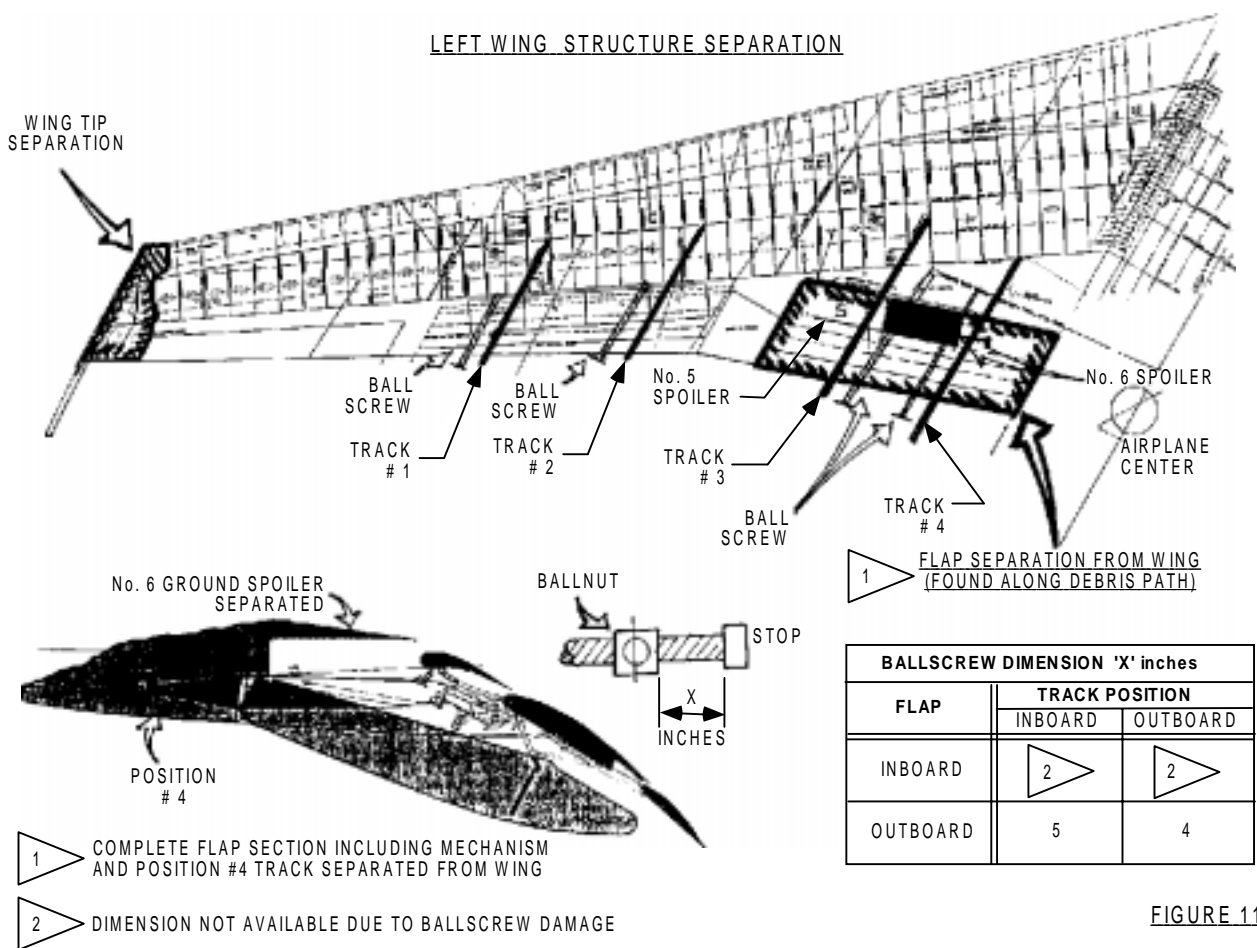 LEFT WING STRUCTURE SEPARATION
WING TIP
SEPARATION
BALL
SCREW
TRACK
# 1
BALL
SCREW
TRACK
# 2
No. 5
SPOILER
5
TRACK
# 3
BALL
SCREW
TRACK
# 4
No. 6 SPOILER
AIRPLANE
CENTER
1
FLAP SEPARATION FROM WING
(FOUND ALONG DEBRIS PATH)
No. 6 GROUND SPOILER
SEPARATED
POSITION
# 4
BALLNUT
STOP
X
INCHES
BALLSCREW DIMENSION 'X' inches
FLAP TRACK POSITION
INBOARD OUTBOARD
INBOARD 2 2
OUTBOARD 5 4
1 COMPLETE FLAP SECTION INCLUDING MECHANISM
AND POSITION #4 TRACK SEPARATED FROM WING
2 DIMENSION NOT AVAILABLE DUE TO BALLSCREW DAMAGE
FIGURE 11